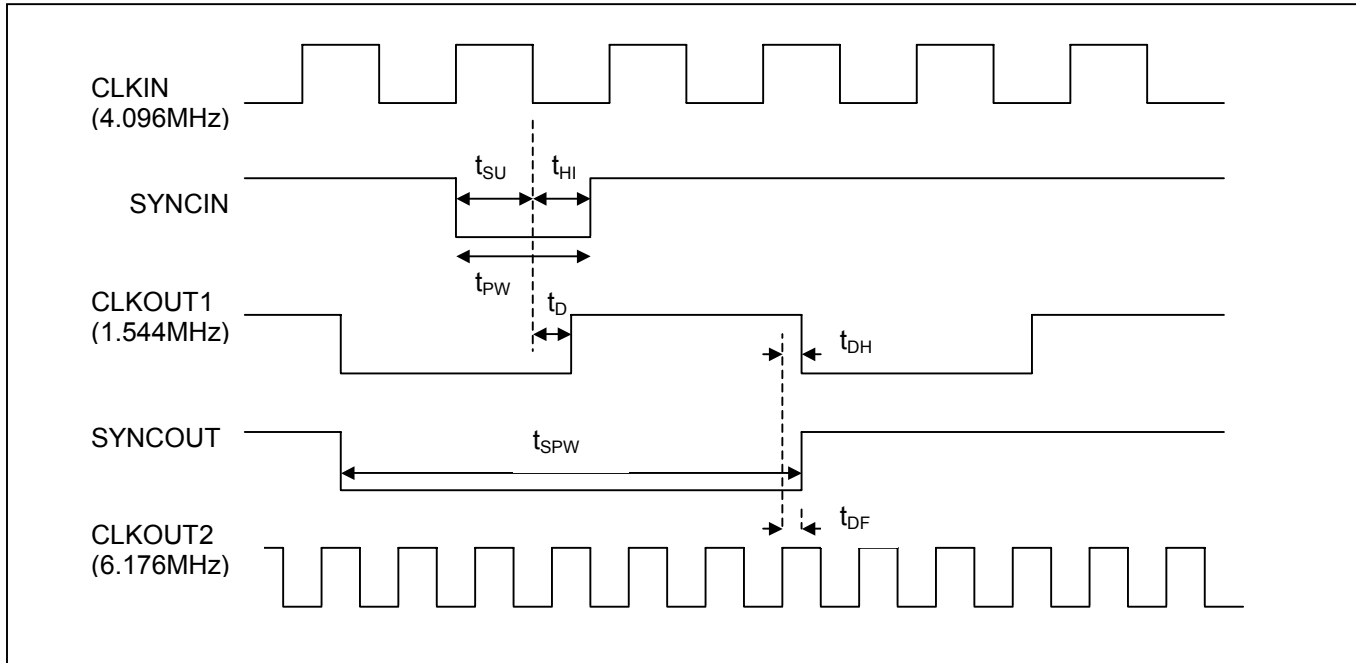 CLKIN
(4.096MHz)
tSU
tHI
SYNCIN
tPW
CLKOUT1
(1.544MHz)
tD
tDH
SYNCOUT
tSPW
CLKOUT2
(6.176MHz)
tDF